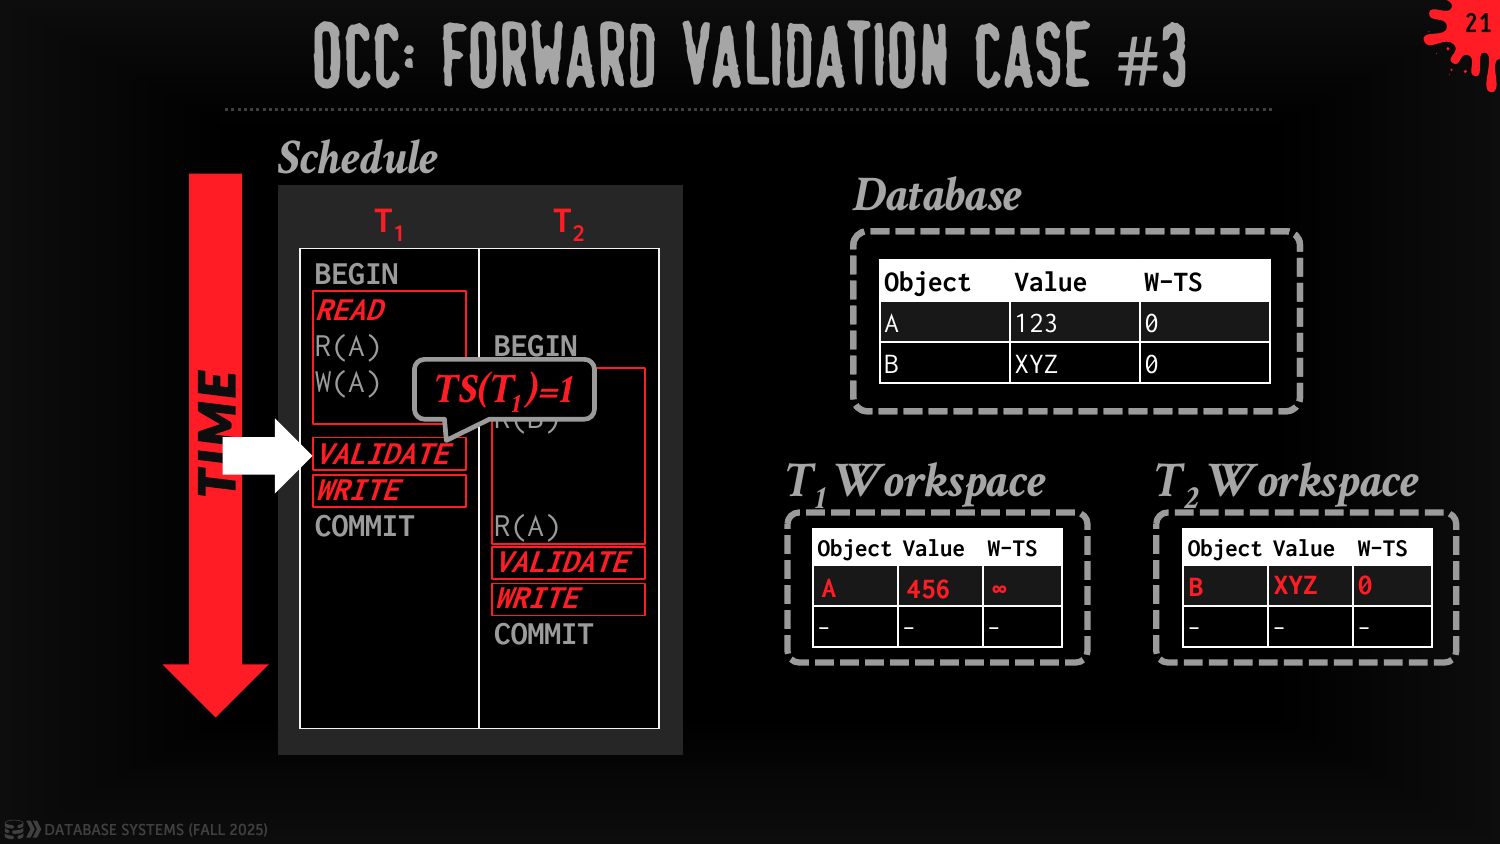 OCC: FORWARD VALIDATION CASE #3
21
Schedule
T1 T2
BEGIN
READ
R(A)
W(A)
VALIDATE
WRITE
COMMIT
BEGIN
R(B)
R(A)
VALIDATE
WRITE
COMMIT
TS(T1)=1
TIME
Database
Object Value W-TS
A 123 0
B XYZ 0
T1 Workspace
Object Value W-TS
A 456 ∞
- - -
T2 Workspace
Object Value W-TS
B XYZ 0
- - -
DATABASE SYSTEMS (FALL 2025)